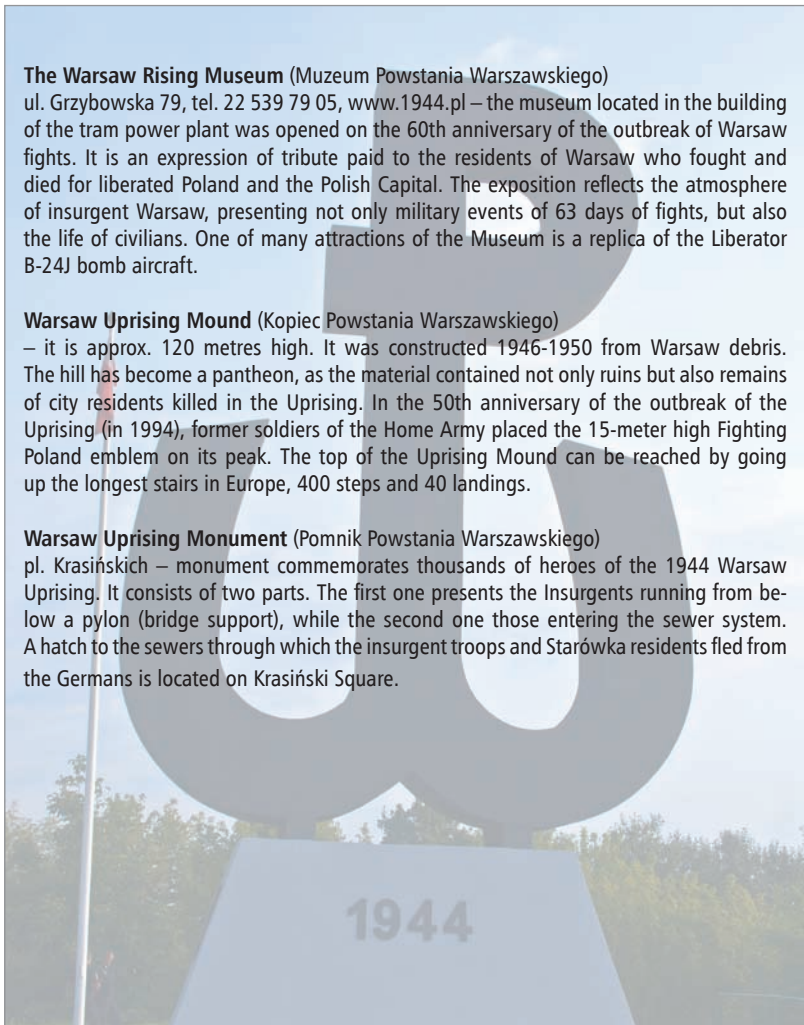 The Warsaw Rising Museum (Muzeum Powstania Warszawskiego)
ul. Grzybowska 79, tel. 22 539 79 05, www.1944.pl – the museum located in the building
of the tram power plant was opened on the 60th anniversary of the outbreak of Warsaw
fights. It is an expression of tribute paid to the residents of Warsaw who fought and
died for liberated Poland and the Polish Capital. The exposition reflects the atmosphere
of insurgent Warsaw, presenting not only military events of 63 days of fights, but also
the life of civilians. One of many attractions of the Museum is a replica of the Liberator
B-24J bomb aircraft.
Warsaw Uprising Mound (Kopiec Powstania Warszawskiego)
– it is approx. 120 metres high. It was constructed 1946-1950 from Warsaw debris.
The hill has become a pantheon, as the material contained not only ruins but also remains
of city residents killed in the Uprising. In the 50th anniversary of the outbreak of the
Uprising (in 1994), former soldiers of the Home Army placed the 15-meter high Fighting
Poland emblem on its peak. The top of the Uprising Mound can be reached by going
up the longest stairs in Europe, 400 steps and 40 landings.
Warsaw Uprising Monument (Pomnik Powstania Warszawskiego)
pl. Krasińskich – monument commemorates thousands of heroes of the 1944 Warsaw
Uprising. It consists of two parts. The first one presents the Insurgents running from be-
low a pylon (bridge support), while the second one those entering the sewer system.
A hatch to the sewers through which the insurgent troops and Starówka residents fled from
the Germans is located on Krasiński Square.
1944